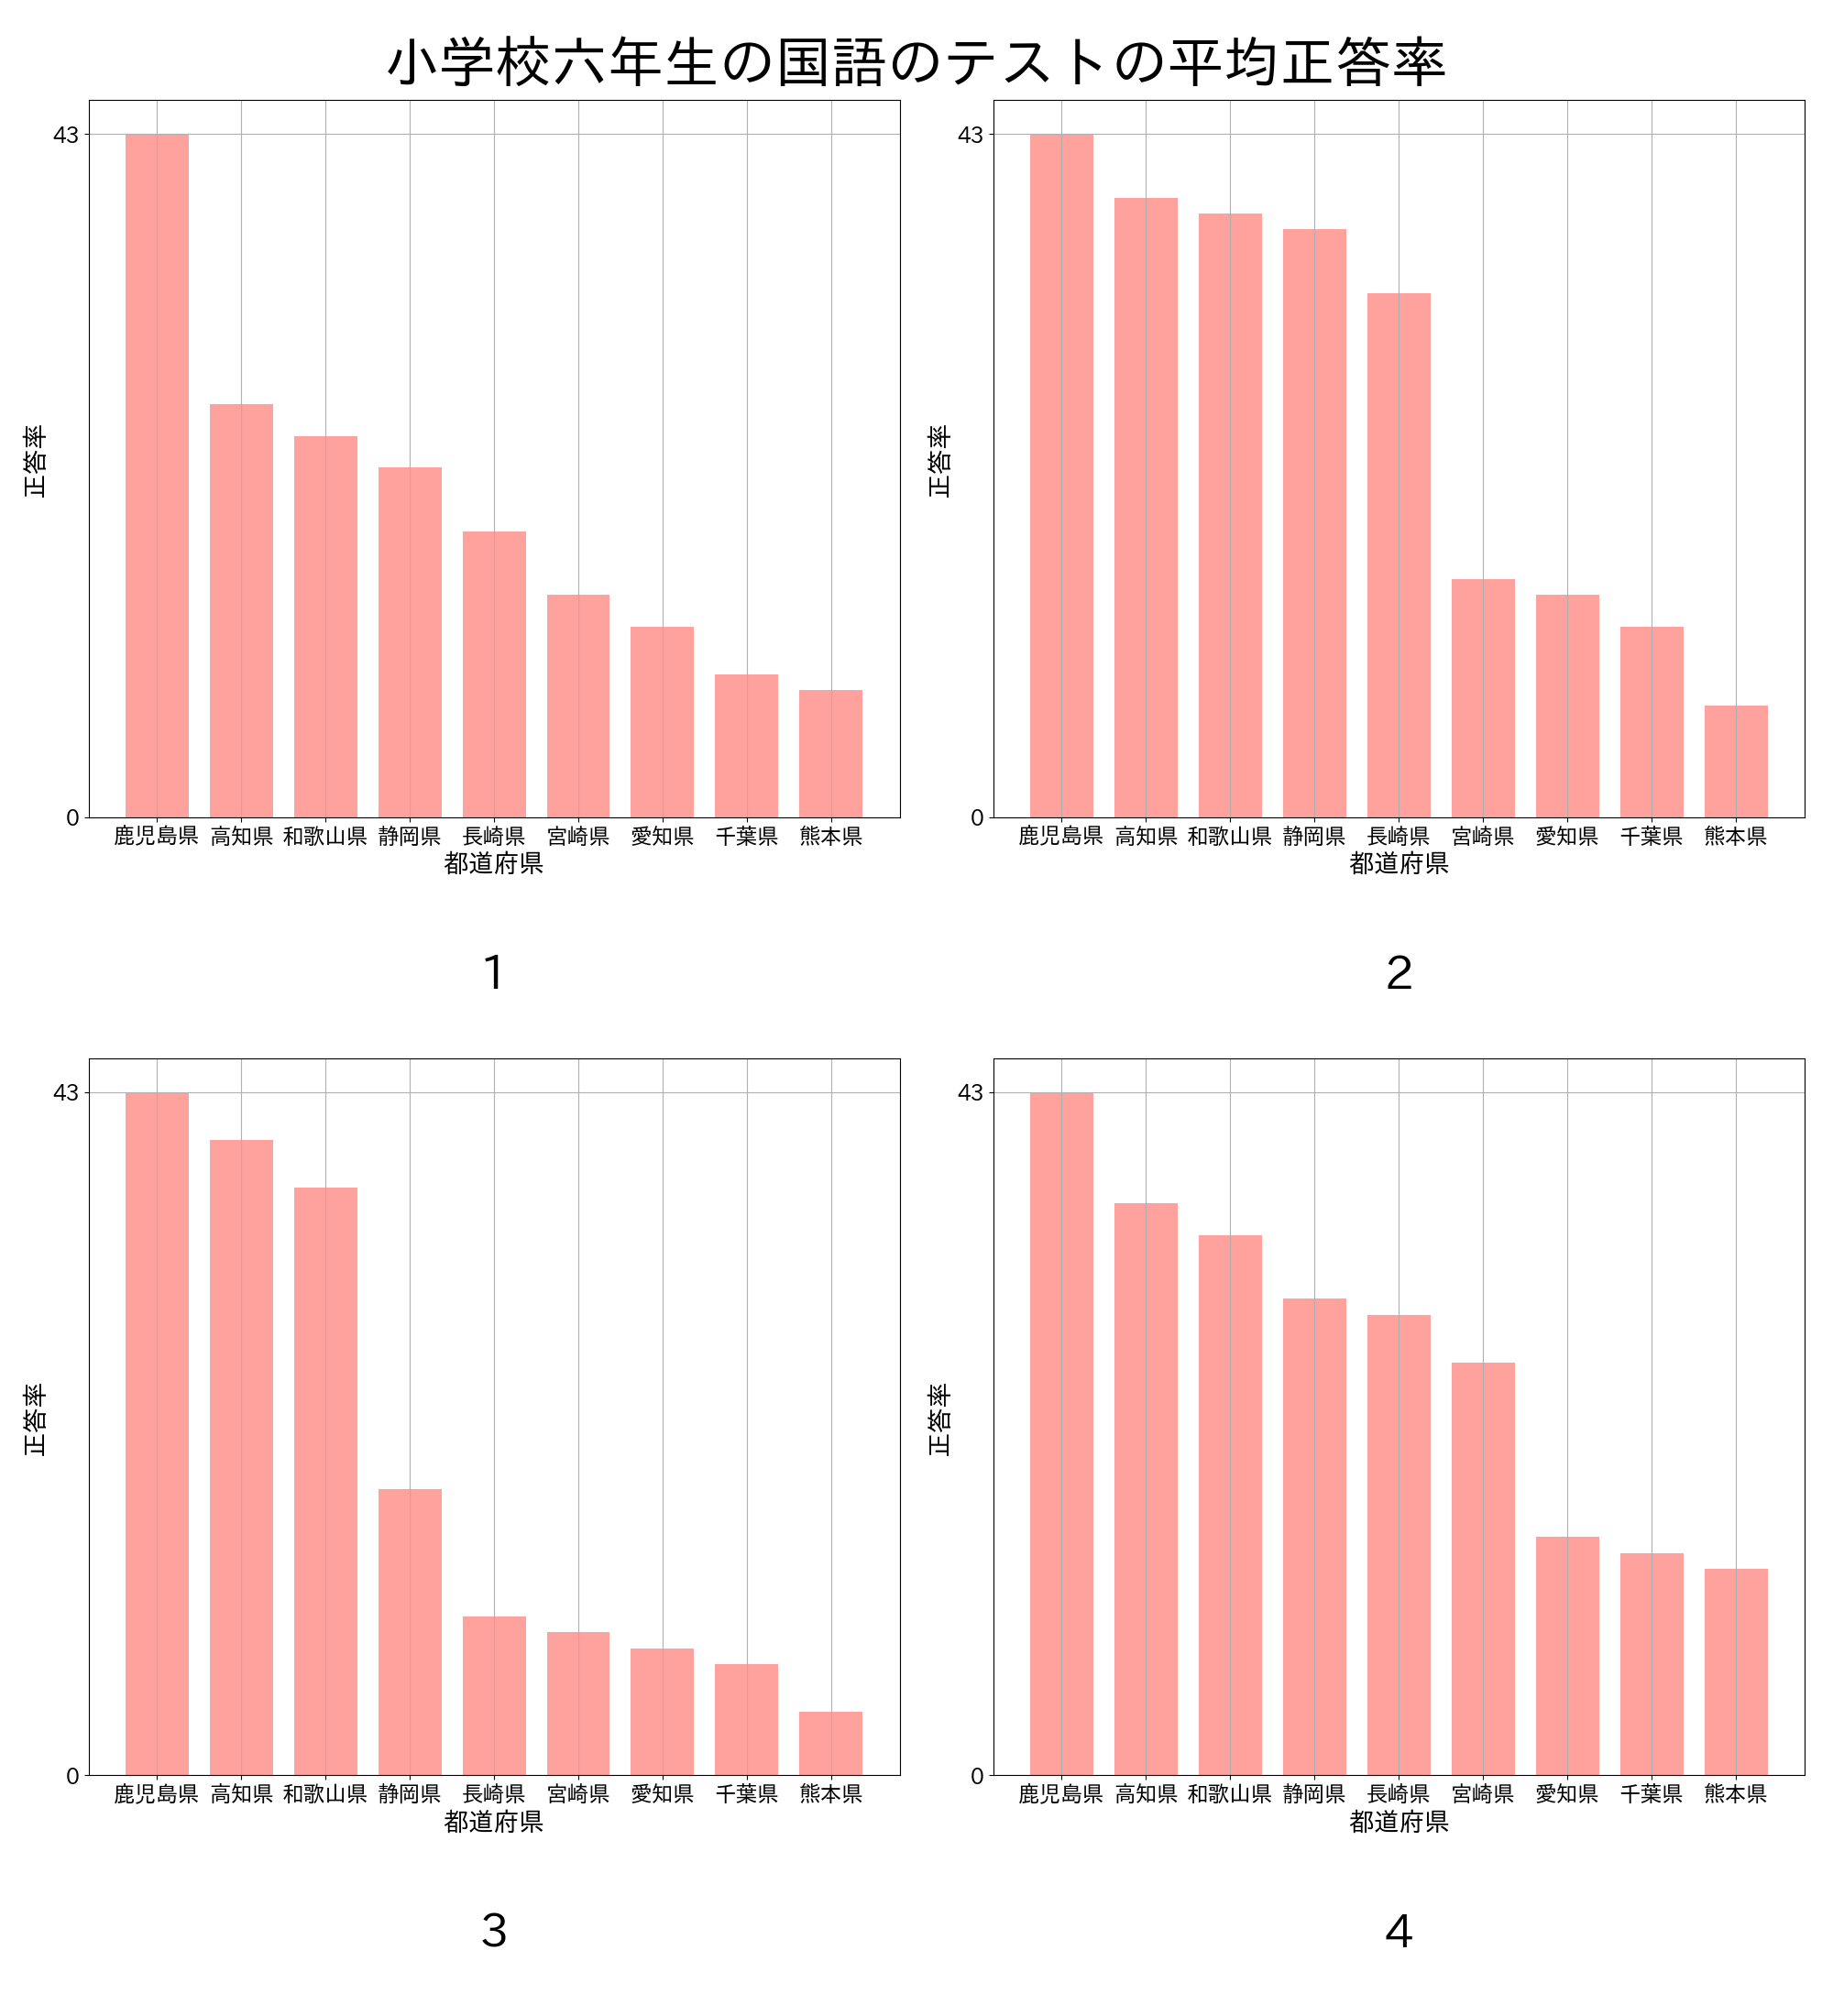 小学校六年生の国語のテストの平均正答率
43
0
正答率
鹿児島県 高知県 和歌山県 静岡県 長崎県 宮崎県 愛知県 千葉県 熊本県
都道府県
1
43
0
正答率
鹿児島県 高知県 和歌山県 静岡県 長崎県 宮崎県 愛知県 千葉県 熊本県
都道府県
2
43
0
正答率
鹿児島県 高知県 和歌山県 静岡県 長崎県 宮崎県 愛知県 千葉県 熊本県
都道府県
3
43
0
正答率
鹿児島県 高知県 和歌山県 静岡県 長崎県 宮崎県 愛知県 千葉県 熊本県
都道府県
4